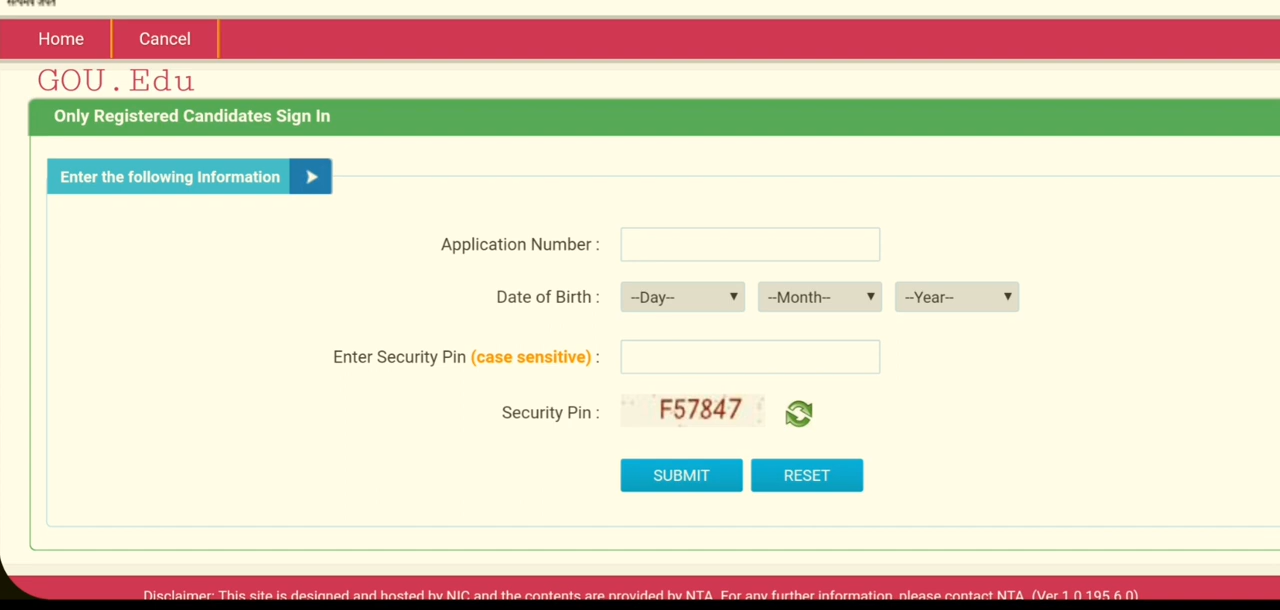 सत्यमेव जयते
Home Cancel
GOU.Edu
Only Registered Candidates Sign In
Enter the following Information
Application Number :
Date of Birth : --Day-- --Month-- --Year--
Enter Security Pin (case sensitive) :
Security Pin : F57847
SUBMIT RESET
Disclaimer: This site is designed and hosted by NIC and the contents are provided by NTA. For any further information, please contact NTA. (Ver 1.0.195.6.0)